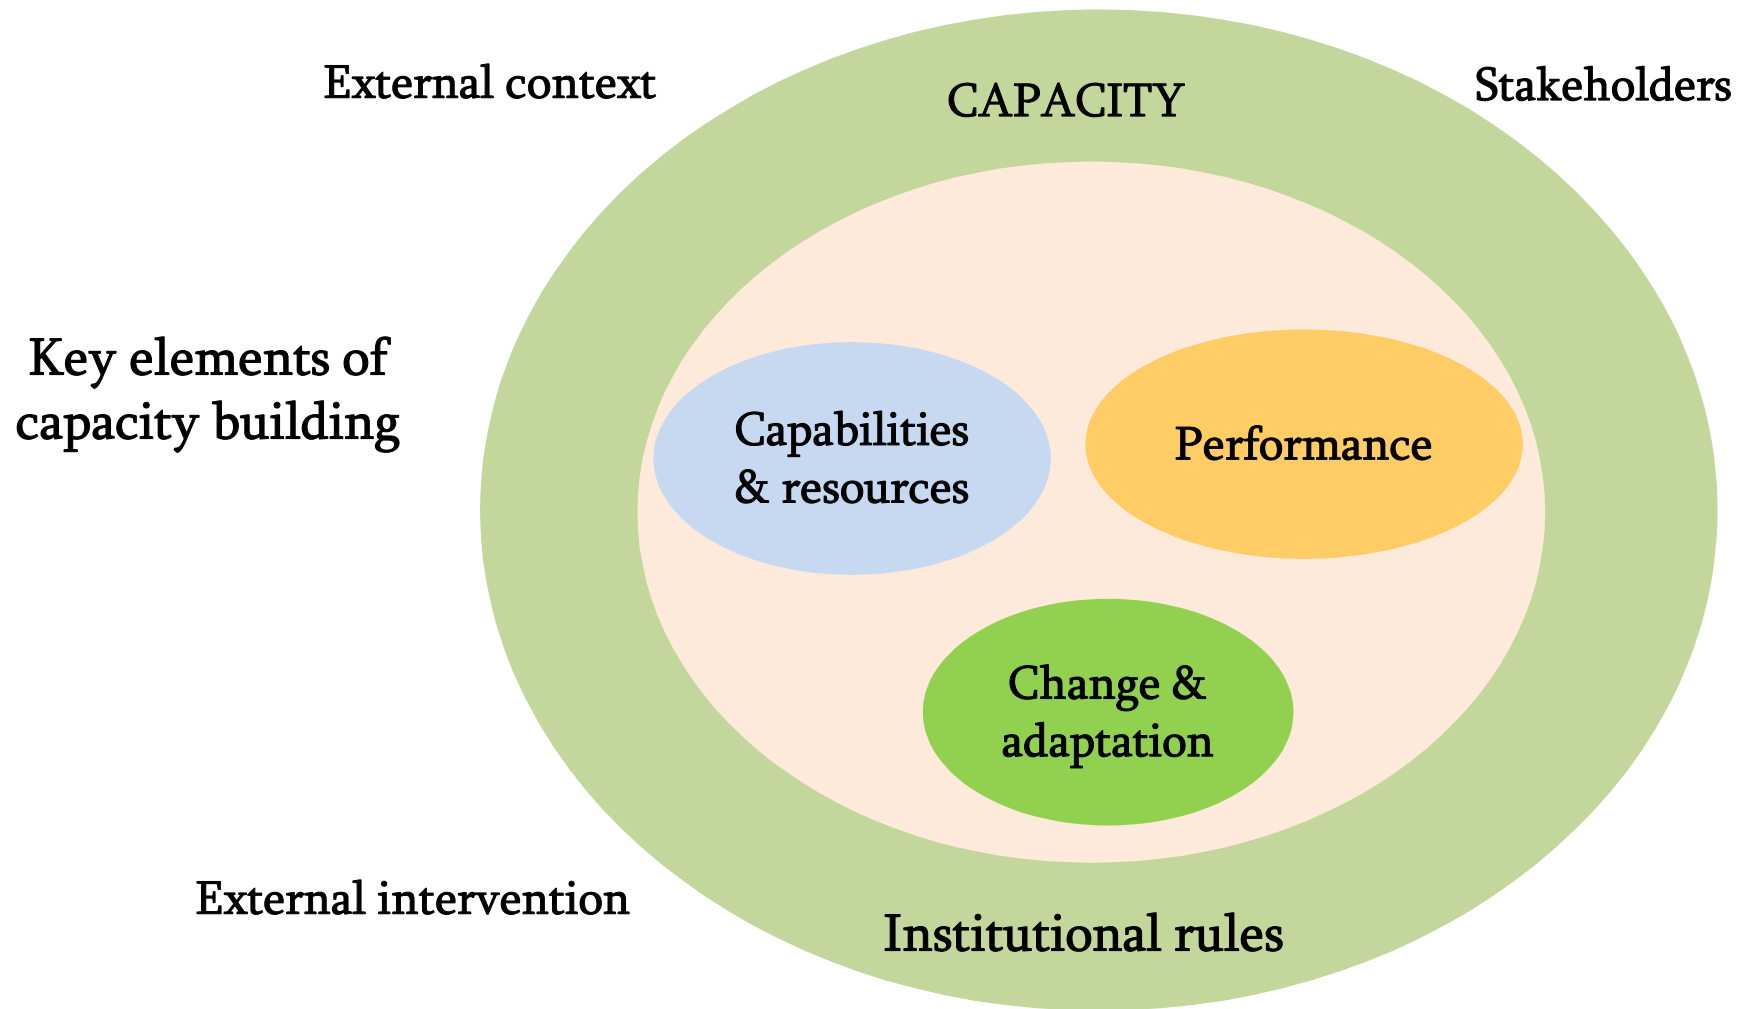 External context
CAPACITY
Stakeholders
Key elements of
capacity building
Capabilities
& resources
Performance
Change &
adaptation
External intervention
Institutional rules